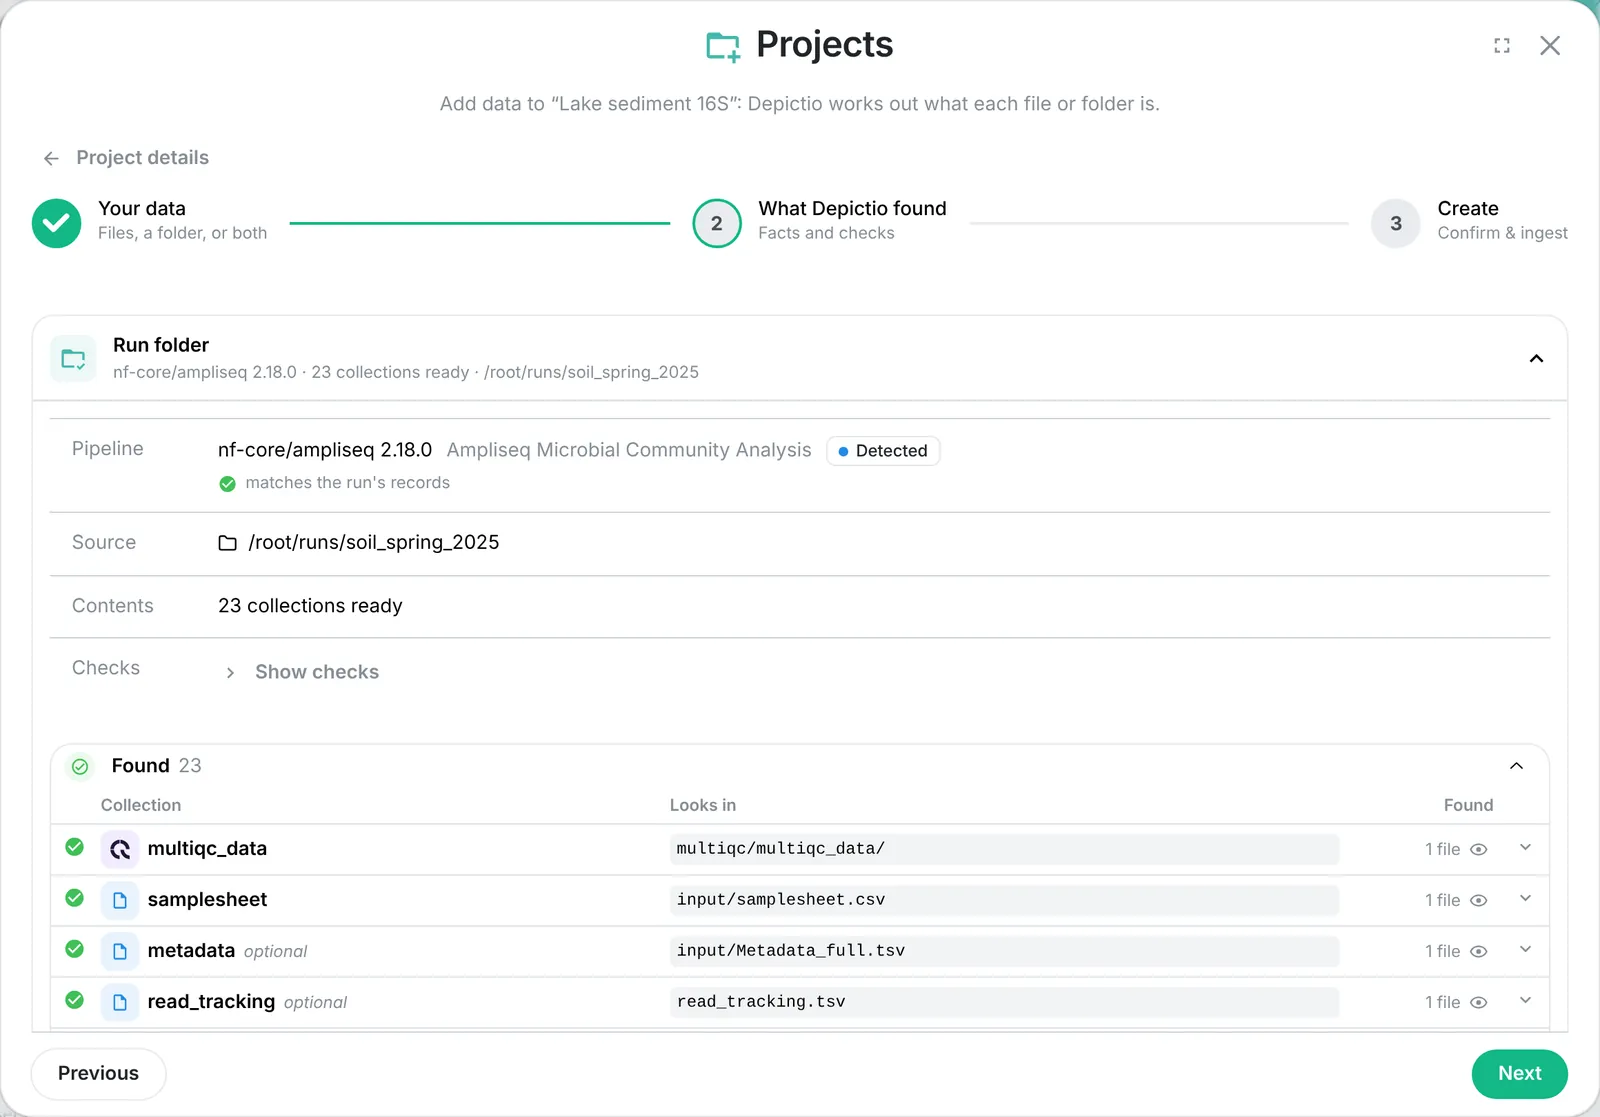 Projects
Add data to “Lake sediment 16S”: Depictio works out what each file or folder is.
Project details
Your data
Files, a folder, or both
2
What Depictio found
Facts and checks
3
Create
Confirm & ingest
Run folder
nf-core/ampliseq 2.18.0 · 23 collections ready · /root/runs/soil_spring_2025
Pipeline
nf-core/ampliseq 2.18.0 Ampliseq Microbial Community Analysis Detected
matches the run's records
Source
/root/runs/soil_spring_2025
Contents
23 collections ready
Checks
Show checks
Found 23
Collection Looks in Found
multiqc_data multiqc/multiqc_data/ 1 file
samplesheet input/samplesheet.csv 1 file
metadata optional input/Metadata_full.tsv 1 file
read_tracking optional read_tracking.tsv 1 file
Previous
Next